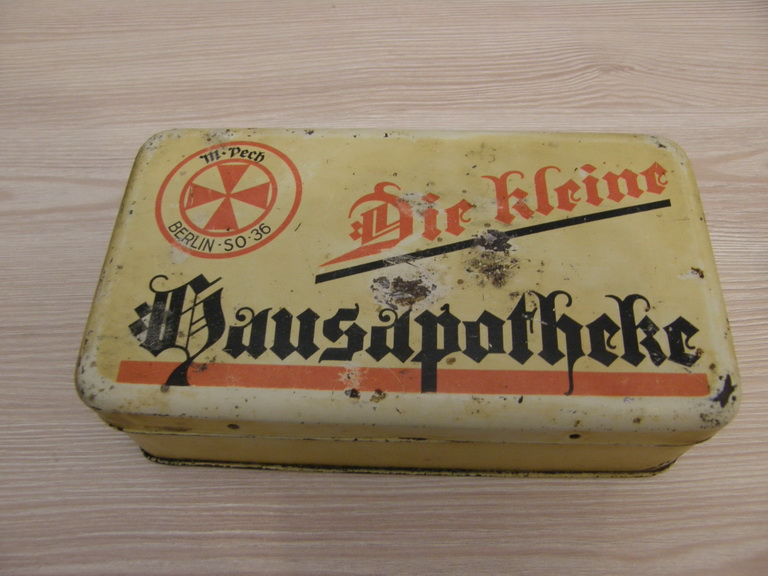 M. Pech
BERLIN · SO · 36
Die kleine
Hausapotheke